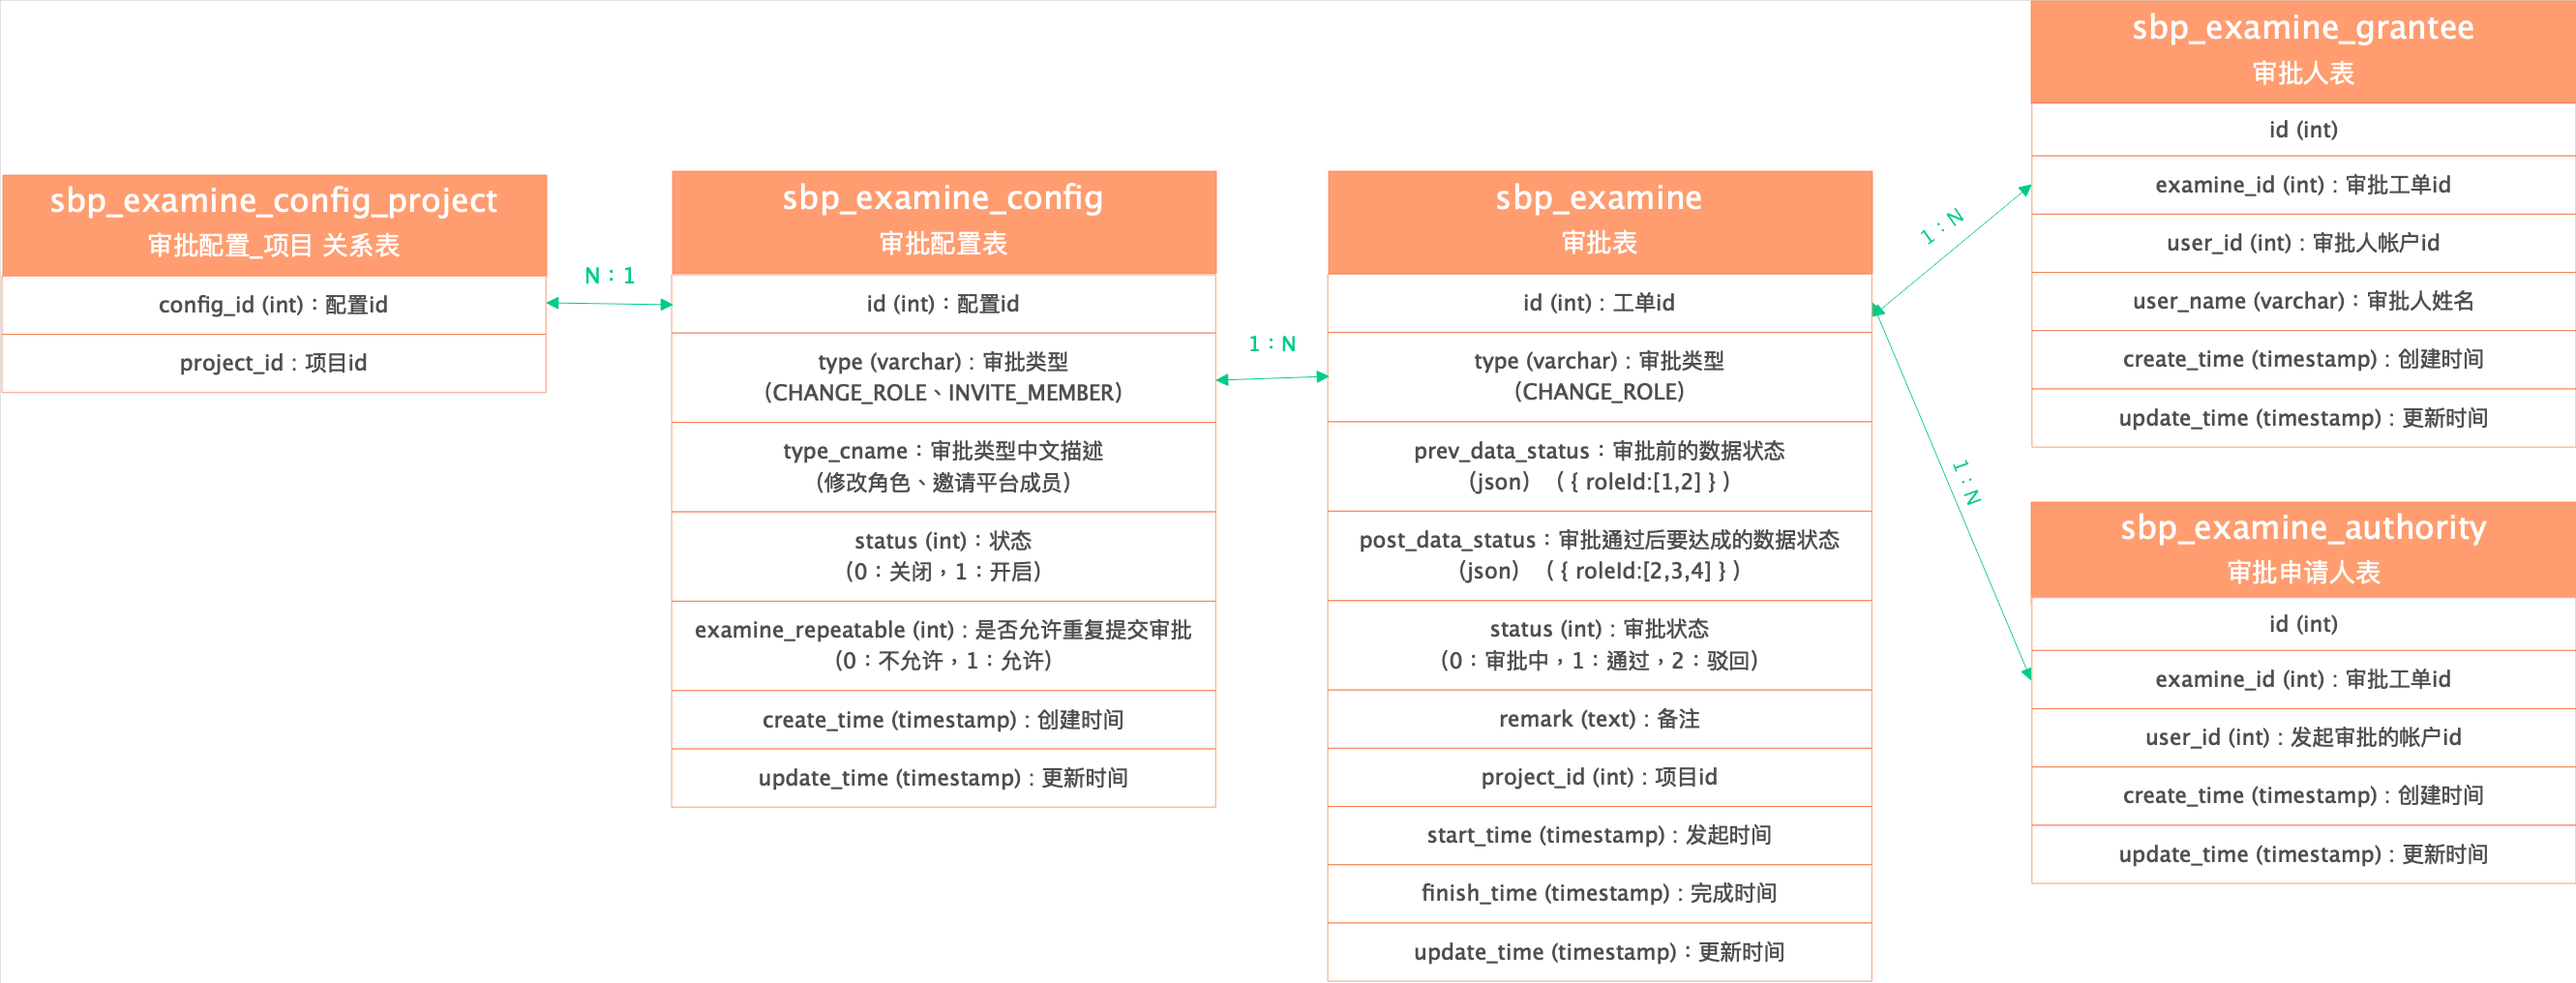 sbp_examine_config_project
审批配置_项目 关系表
config_id (int)：配置id
project_id : 项目id
N：1
sbp_examine_config
审批配置表
id (int)：配置id
type (varchar) : 审批类型
（CHANGE_ROLE、INVITE_MEMBER）
type_cname：审批类型中文描述
（修改角色、邀请平台成员）
status (int)：状态
（0：关闭，1：开启）
examine_repeatable (int) : 是否允许重复提交审批
（0：不允许，1：允许）
create_time (timestamp) : 创建时间
update_time (timestamp) : 更新时间
1：N
sbp_examine
审批表
id (int) : 工单id
type (varchar) : 审批类型
（CHANGE_ROLE）
prev_data_status：审批前的数据状态
（json）（ { roleId:[1,2] } ）
post_data_status：审批通过后要达成的数据状态
（json）（ { roleId:[2,3,4] } ）
status (int) : 审批状态
（0：审批中，1：通过，2：驳回）
remark (text) : 备注
project_id (int) : 项目id
start_time (timestamp) : 发起时间
finish_time (timestamp) : 完成时间
update_time (timestamp)：更新时间
1：N
1：N
sbp_examine_grantee
审批人表
id (int)
examine_id (int) : 审批工单id
user_id (int) : 审批人帐户id
user_name (varchar)：审批人姓名
create_time (timestamp) : 创建时间
update_time (timestamp) : 更新时间
sbp_examine_authority
审批申请人表
id (int)
examine_id (int) : 审批工单id
user_id (int) : 发起审批的帐户id
create_time (timestamp) : 创建时间
update_time (timestamp) : 更新时间